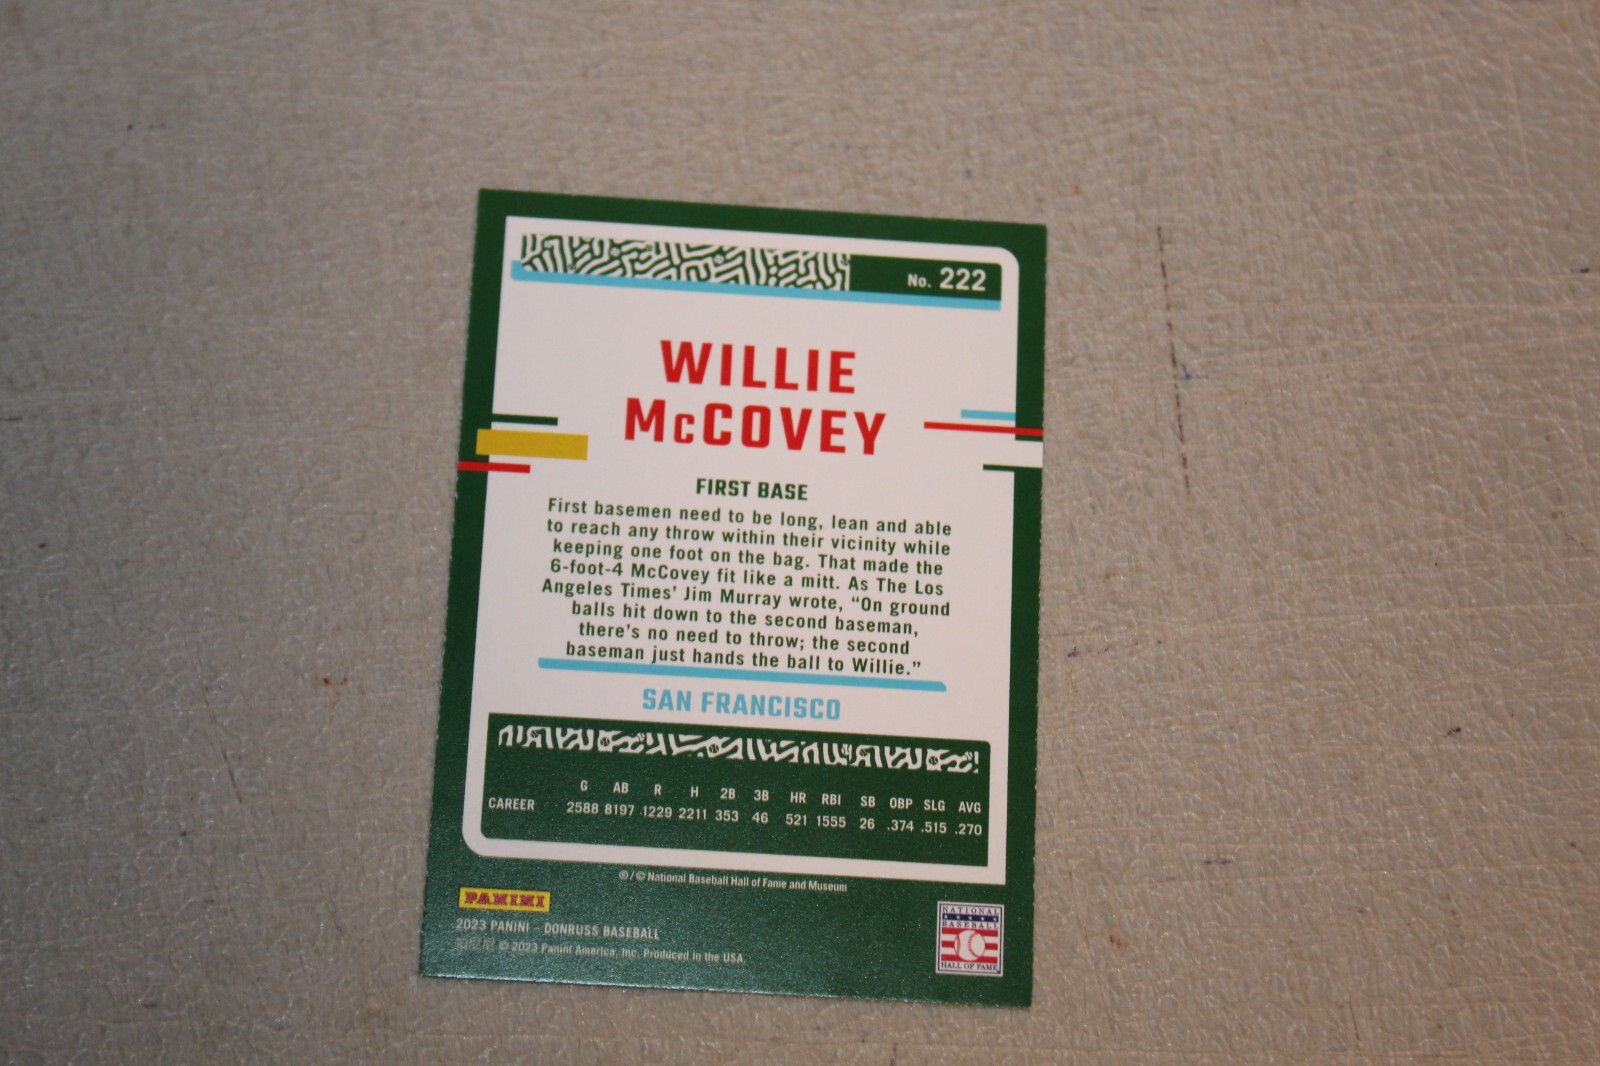 No. 222
WILLIE
McCOVEY
FIRST BASE
First basemen need to be long, lean and able
to reach any throw within their vicinity while
keeping one foot on the bag. That made the
6-foot-4 McCovey fit like a mitt. As The Los
Angeles Times' Jim Murray wrote, “On ground
balls hit down to the second baseman,
there's no need to throw; the second
baseman just hands the ball to Willie.”
SAN FRANCISCO
G AB R H 2B 3B HR RBI SB OBP SLG AVG
CAREER 2588 8197 1229 2211 353 46 521 1555 26 .374 .515 .270
®/© National Baseball Hall of Fame and Museum
PANINI
2023 PANINI - DONRUSS BASEBALL
© 2023 Panini America, Inc. Produced in the USA.
NATIONAL
BASEBALL
HALL OF FAME